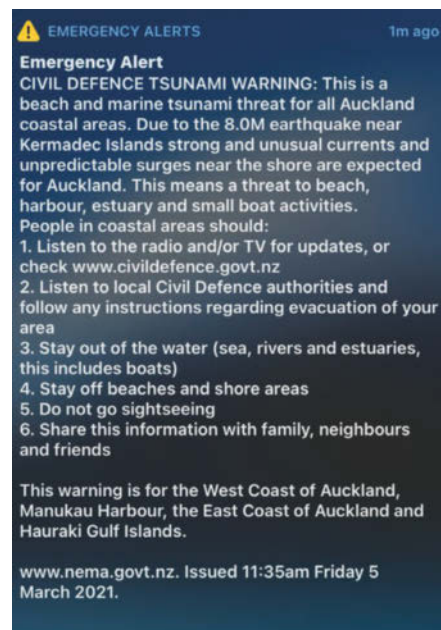 EMERGENCY ALERTS
1m ago
Emergency Alert
CIVIL DEFENCE TSUNAMI WARNING: This is a
beach and marine tsunami threat for all Auckland
coastal areas. Due to the 8.0M earthquake near
Kermadec Islands strong and unusual currents and
unpredictable surges near the shore are expected
for Auckland. This means a threat to beach,
harbour, estuary and small boat activities.
People in coastal areas should:
1. Listen to the radio and/or TV for updates, or
check www.civildefence.govt.nz
2. Listen to local Civil Defence authorities and
follow any instructions regarding evacuation of your
area
3. Stay out of the water (sea, rivers and estuaries,
this includes boats)
4. Stay off beaches and shore areas
5. Do not go sightseeing
6. Share this information with family, neighbours
and friends
This warning is for the West Coast of Auckland,
Manukau Harbour, the East Coast of Auckland and
Hauraki Gulf Islands.
www.nema.govt.nz. Issued 11:35am Friday 5
March 2021.